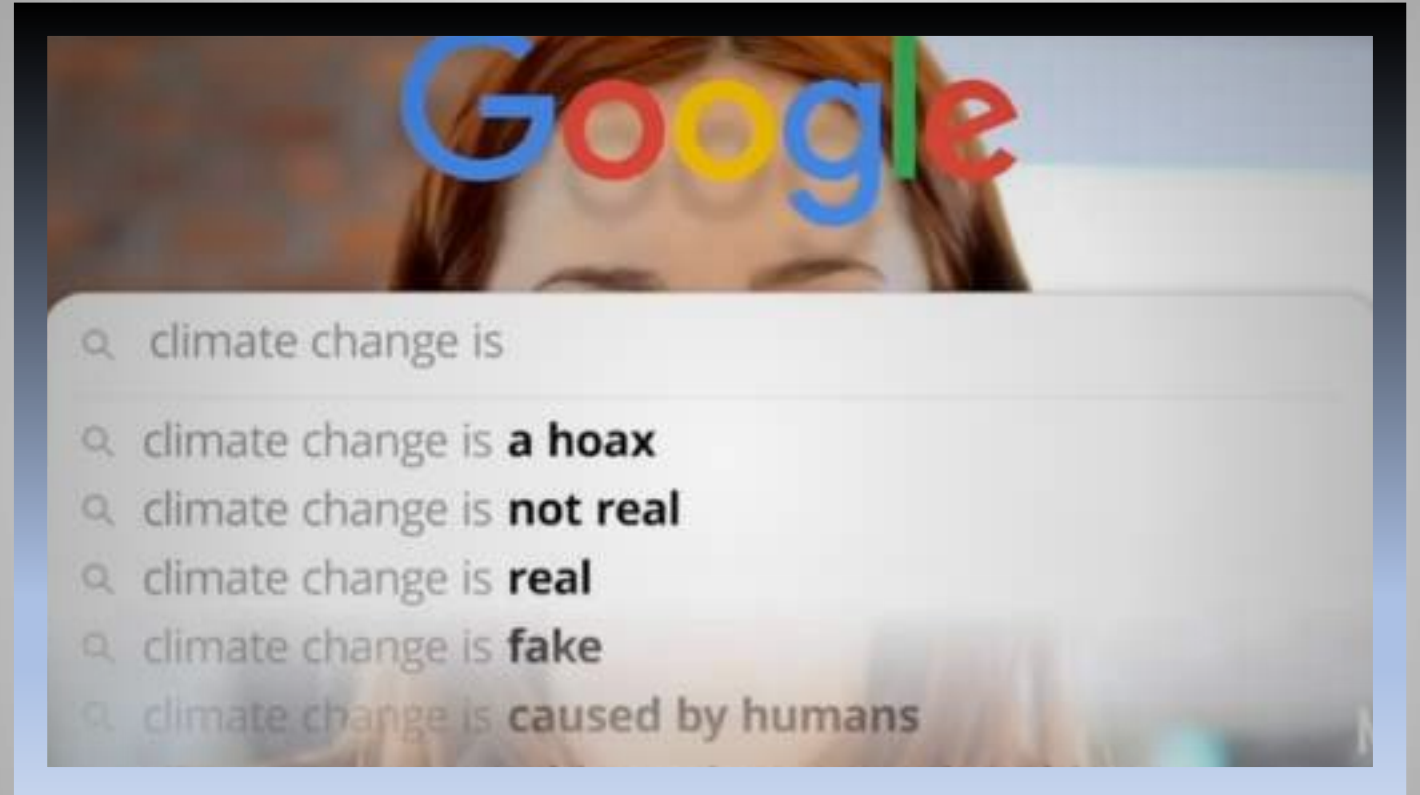 Google
climate change is
climate change is a hoax
climate change is not real
climate change is real
climate change is fake
climate change is caused by humans